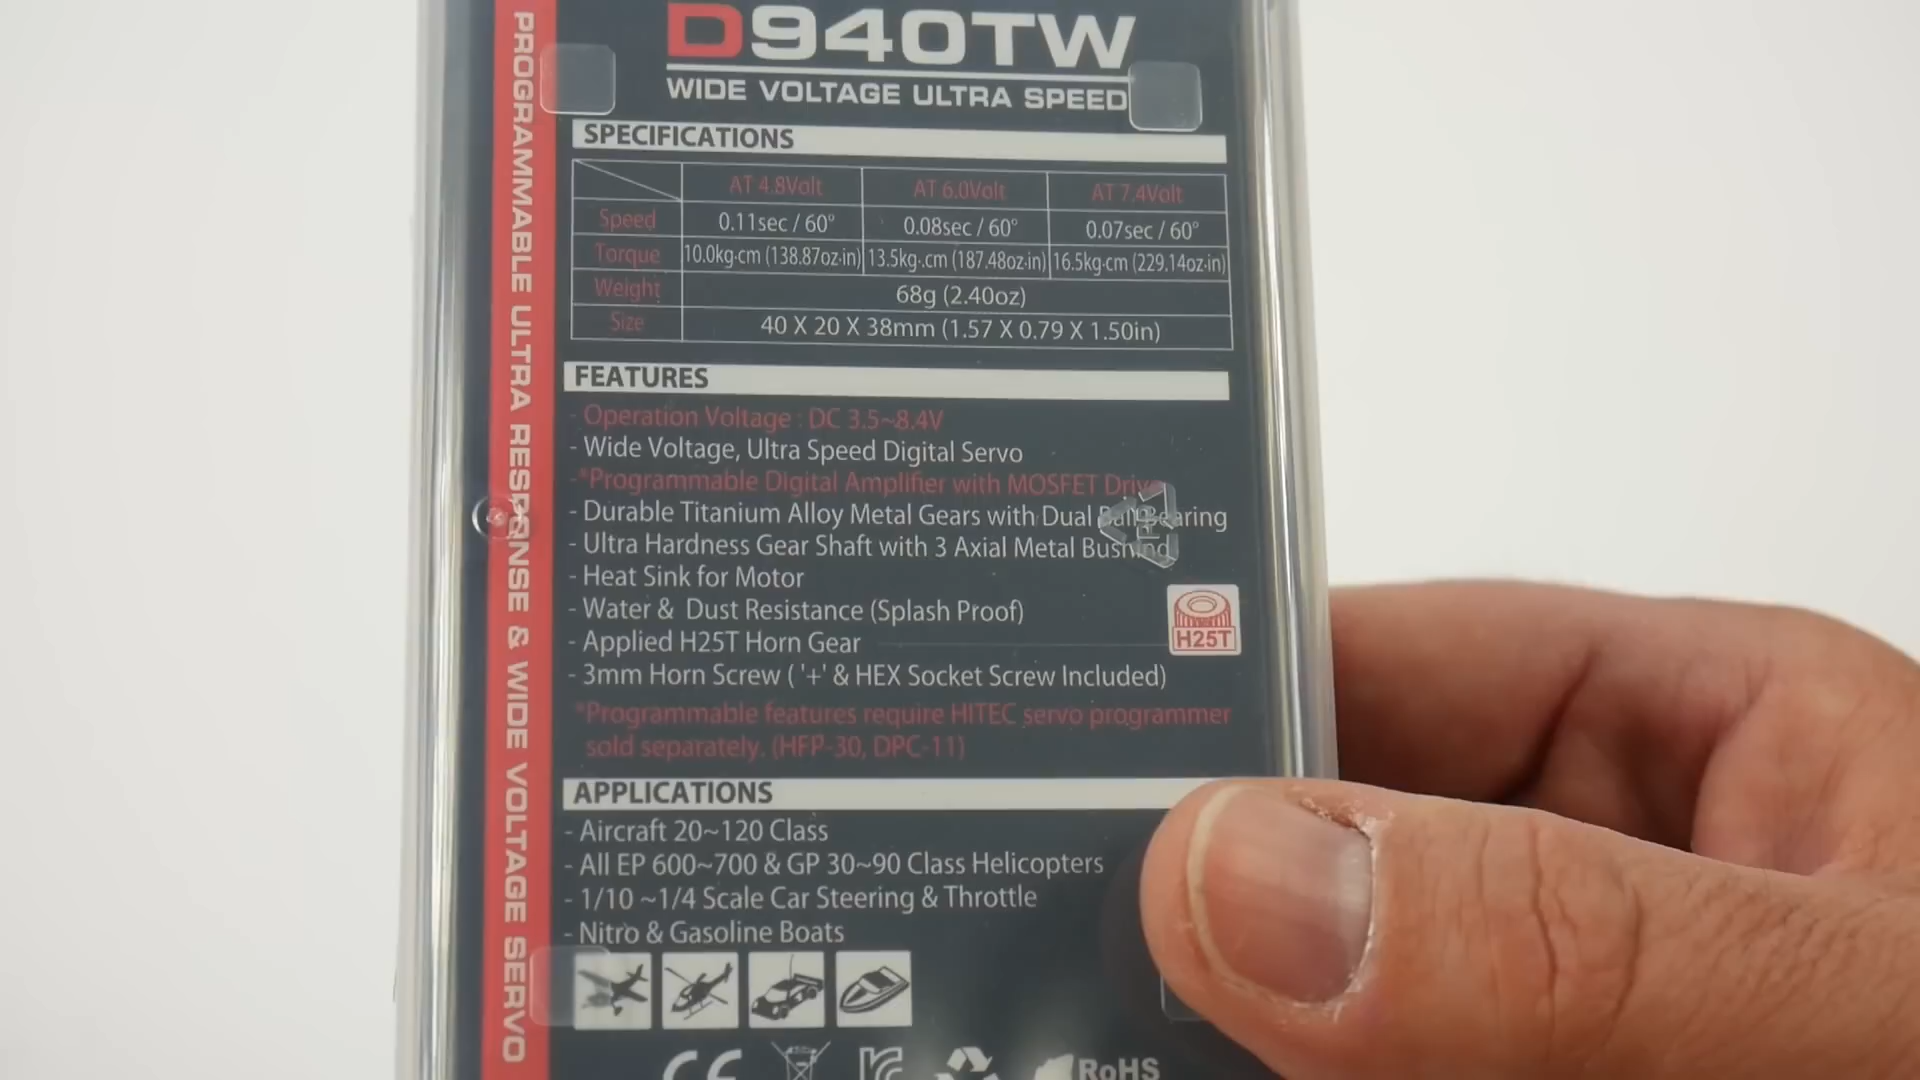 D940TW
WIDE VOLTAGE ULTRA SPEED
PROGRAMMABLE ULTRA RESPONSE & WIDE VOLTAGE SERVO
SPECIFICATIONS
AT 4.8Volt AT 6.0Volt AT 7.4Volt
Speed 0.11sec / 60° 0.08sec / 60° 0.07sec / 60°
Torque 10.0kg·cm (138.87oz·in) 13.5kg·.cm (187.48oz·in) 16.5kg·cm (229.14oz·in)
Weight 68g (2.40oz)
Size 40 X 20 X 38mm (1.57 X 0.79 X 1.50in)
FEATURES
- Operation Voltage : DC 3.5~8.4V
- Wide Voltage, Ultra Speed Digital Servo
-*Programmable Digital Amplifier with MOSFET Drive
- Durable Titanium Alloy Metal Gears with Dual Ball Bearing
- Ultra Hardness Gear Shaft with 3 Axial Metal Bushing
- Heat Sink for Motor
- Water & Dust Resistance (Splash Proof)
- Applied H25T Horn Gear
H25T
- 3mm Horn Screw ( '+' & HEX Socket Screw Included)
*Programmable features require HITEC servo programmer
sold separately. (HFP-30, DPC-11)
APPLICATIONS
- Aircraft 20~120 Class
- All EP 600~700 & GP 30~90 Class Helicopters
- 1/10 ~1/4 Scale Car Steering & Throttle
- Nitro & Gasoline Boats
CE
RoHS